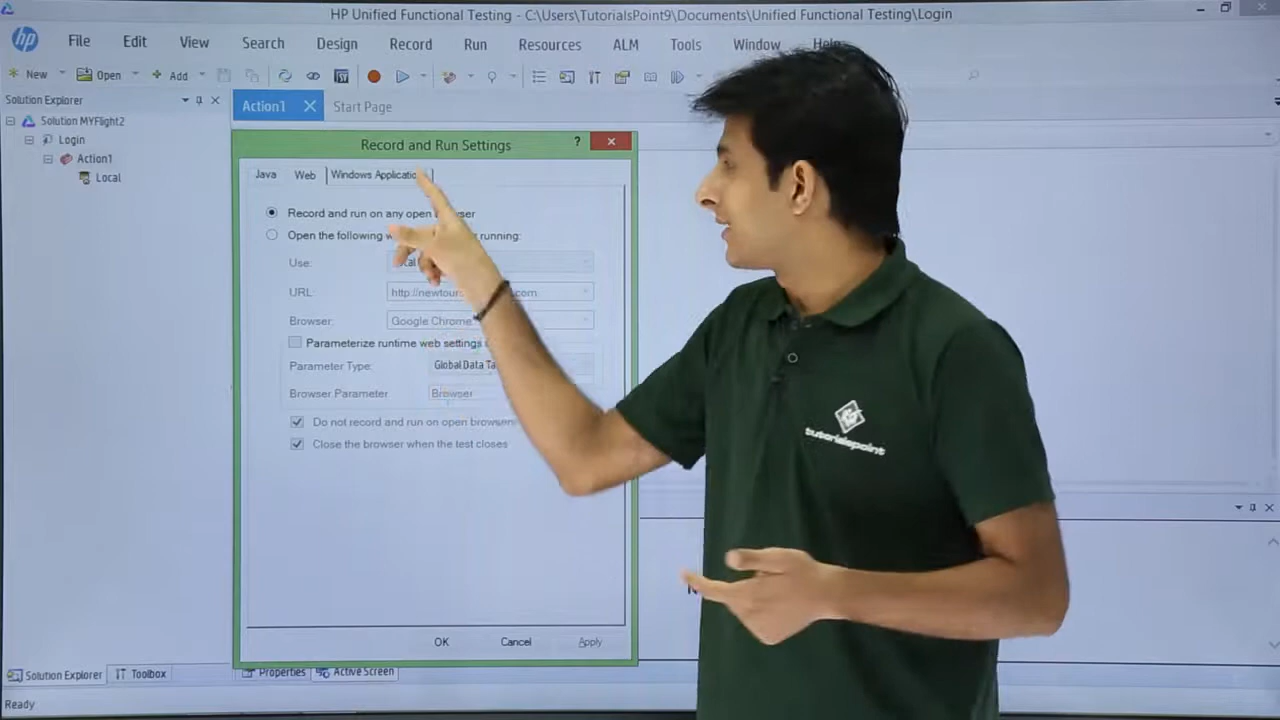 HP Unified Functional Testing - C:\Users\TutorialsPoint9\Documents\Unified Functional Testing\Login
hp File Edit View Search Design Record Run Resources ALM Tools Window Help
New Open Add
Solution Explorer
Action1 Start Page
Solution MYFlight2
Login
Action1
Local
Record and Run Settings ?
Java Web Windows Applications
Record and run on any open browser
Open the following running:
Use:
URL: http://newtours .com
Browser: Google Chrome
Parameterize runtime web settings
Parameter Type: Global Data
Browser Parameter Browser
Do not record and run on open browsers
Close the browser when the test closes
OK Cancel Apply
tutorialspoint
Solution Explorer Toolbox Properties Active Screen
Ready